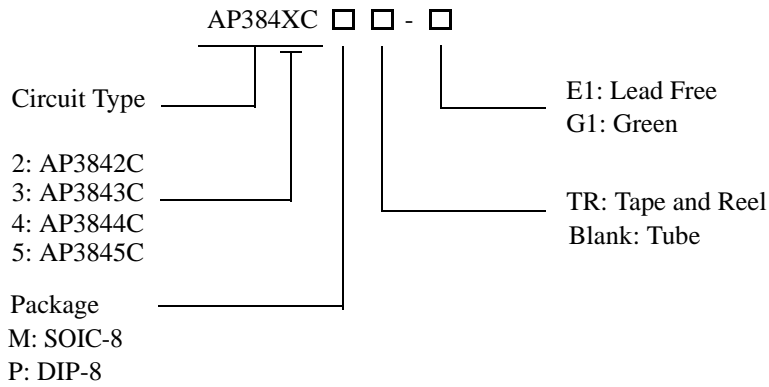 AP384XC □ □ - □
Circuit Type
E1: Lead Free
G1: Green
2: AP3842C
3: AP3843C
4: AP3844C
5: AP3845C
TR: Tape and Reel
Blank: Tube
Package
M: SOIC-8
P: DIP-8